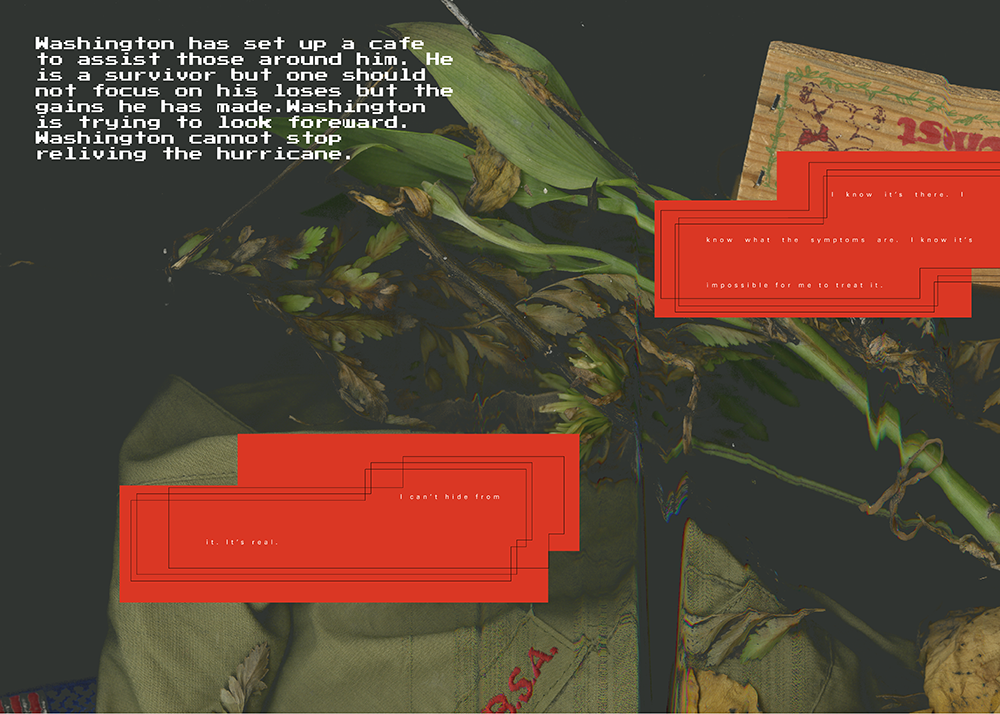 Washington has set up a cafe
to assist those around him. He
is a survivor but one should
not focus on his loses but the
gains he has made.Washington
is trying to look foreward.
Washington cannot stop
reliving the hurricane.
onest
I know it's there. I
know what the symptoms are. I know it's
impossible for me to treat it.
I can't hide from
it. It's real.
B.S.A.